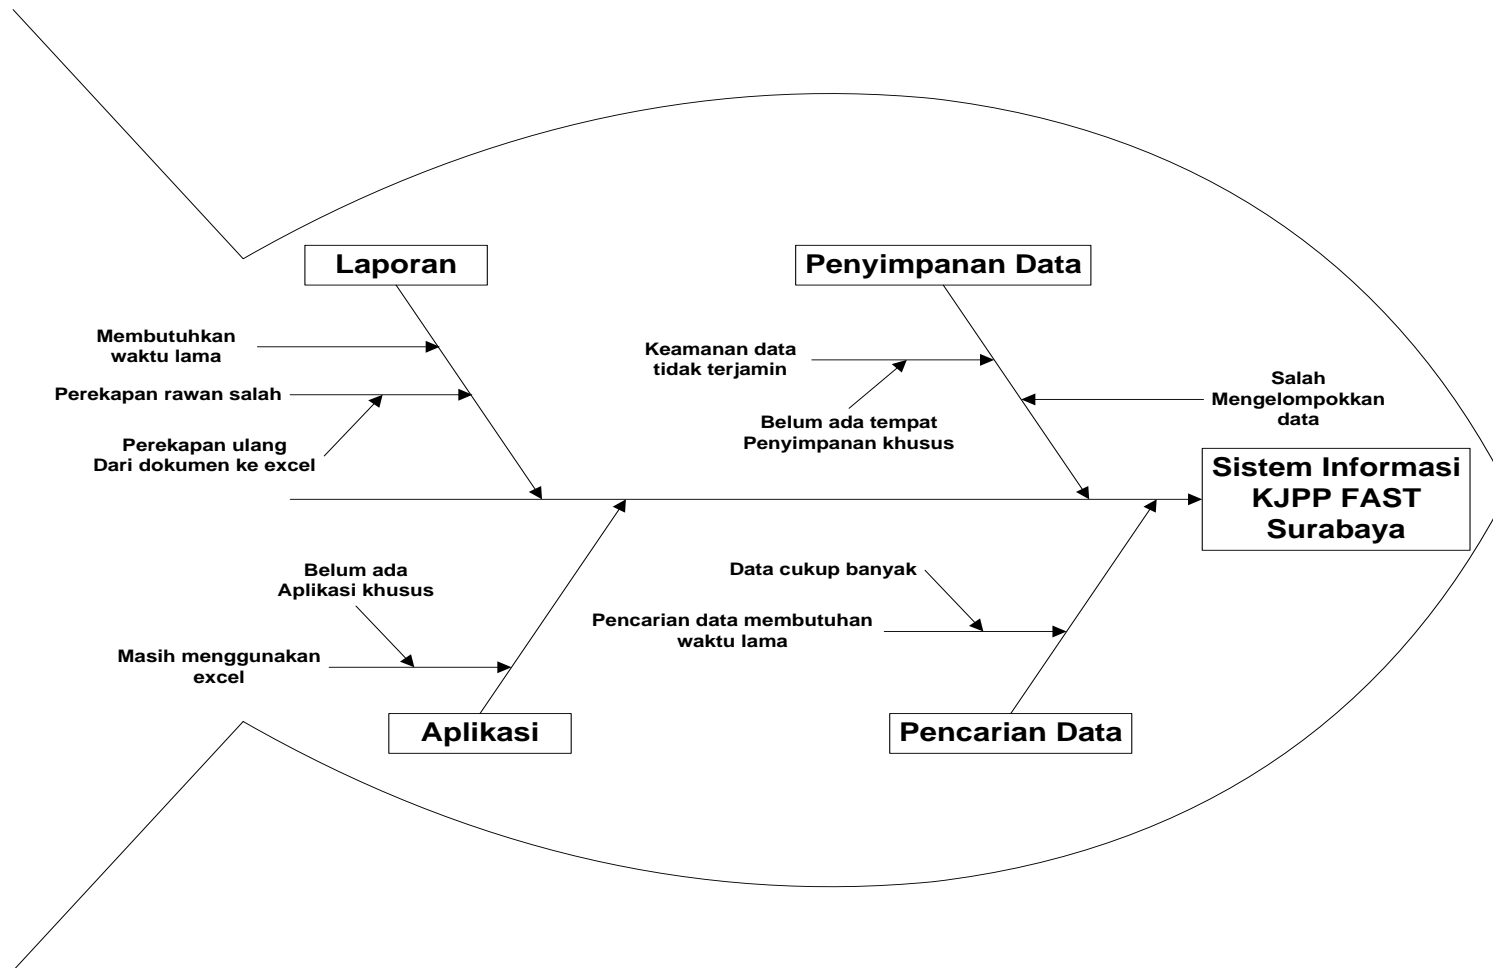 Laporan
Penyimpanan Data
Membutuhkan
waktu lama
Keamanan data
tidak terjamin
Perekapan rawan salah
Salah
Mengelompokkan
data
Belum ada tempat
Penyimpanan khusus
Perekapan ulang
Dari dokumen ke excel
Sistem Informasi
KJPP FAST
Surabaya
Belum ada
Aplikasi khusus
Data cukup banyak
Pencarian data membutuhan
waktu lama
Masih menggunakan
excel
Aplikasi
Pencarian Data